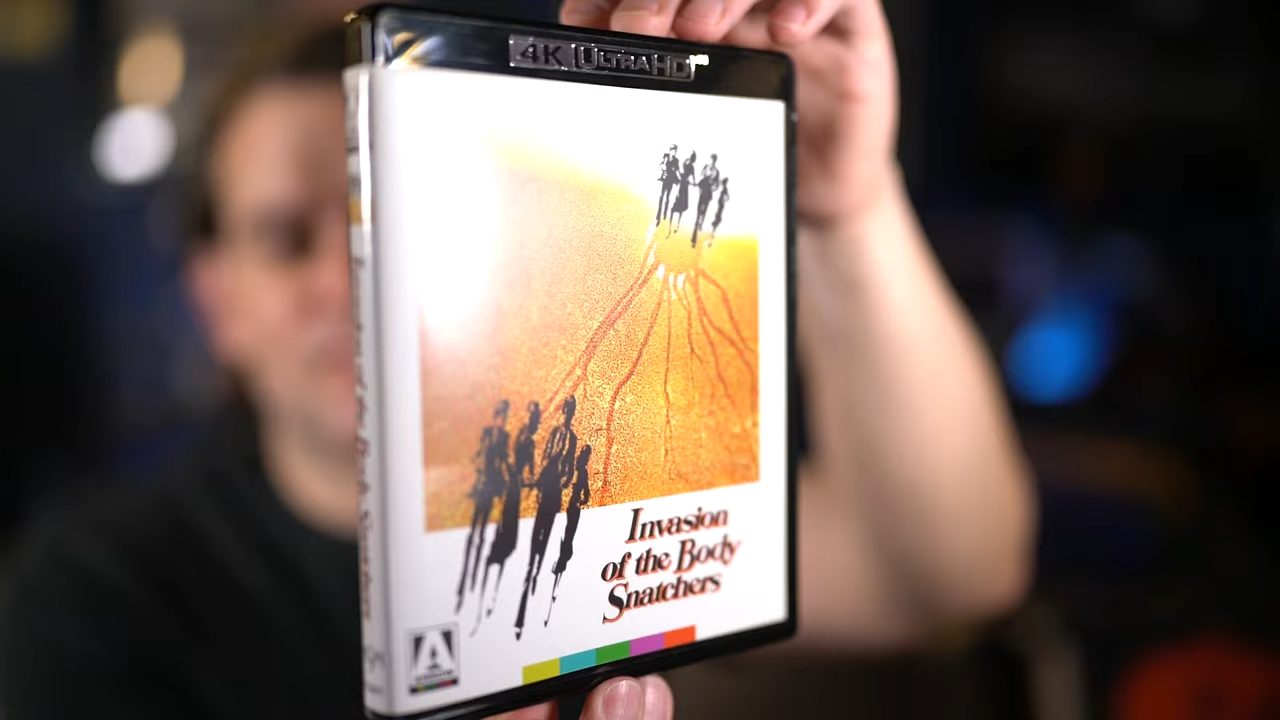 4K ULTRA HD
Invasion
of the Body
Snatchers
A